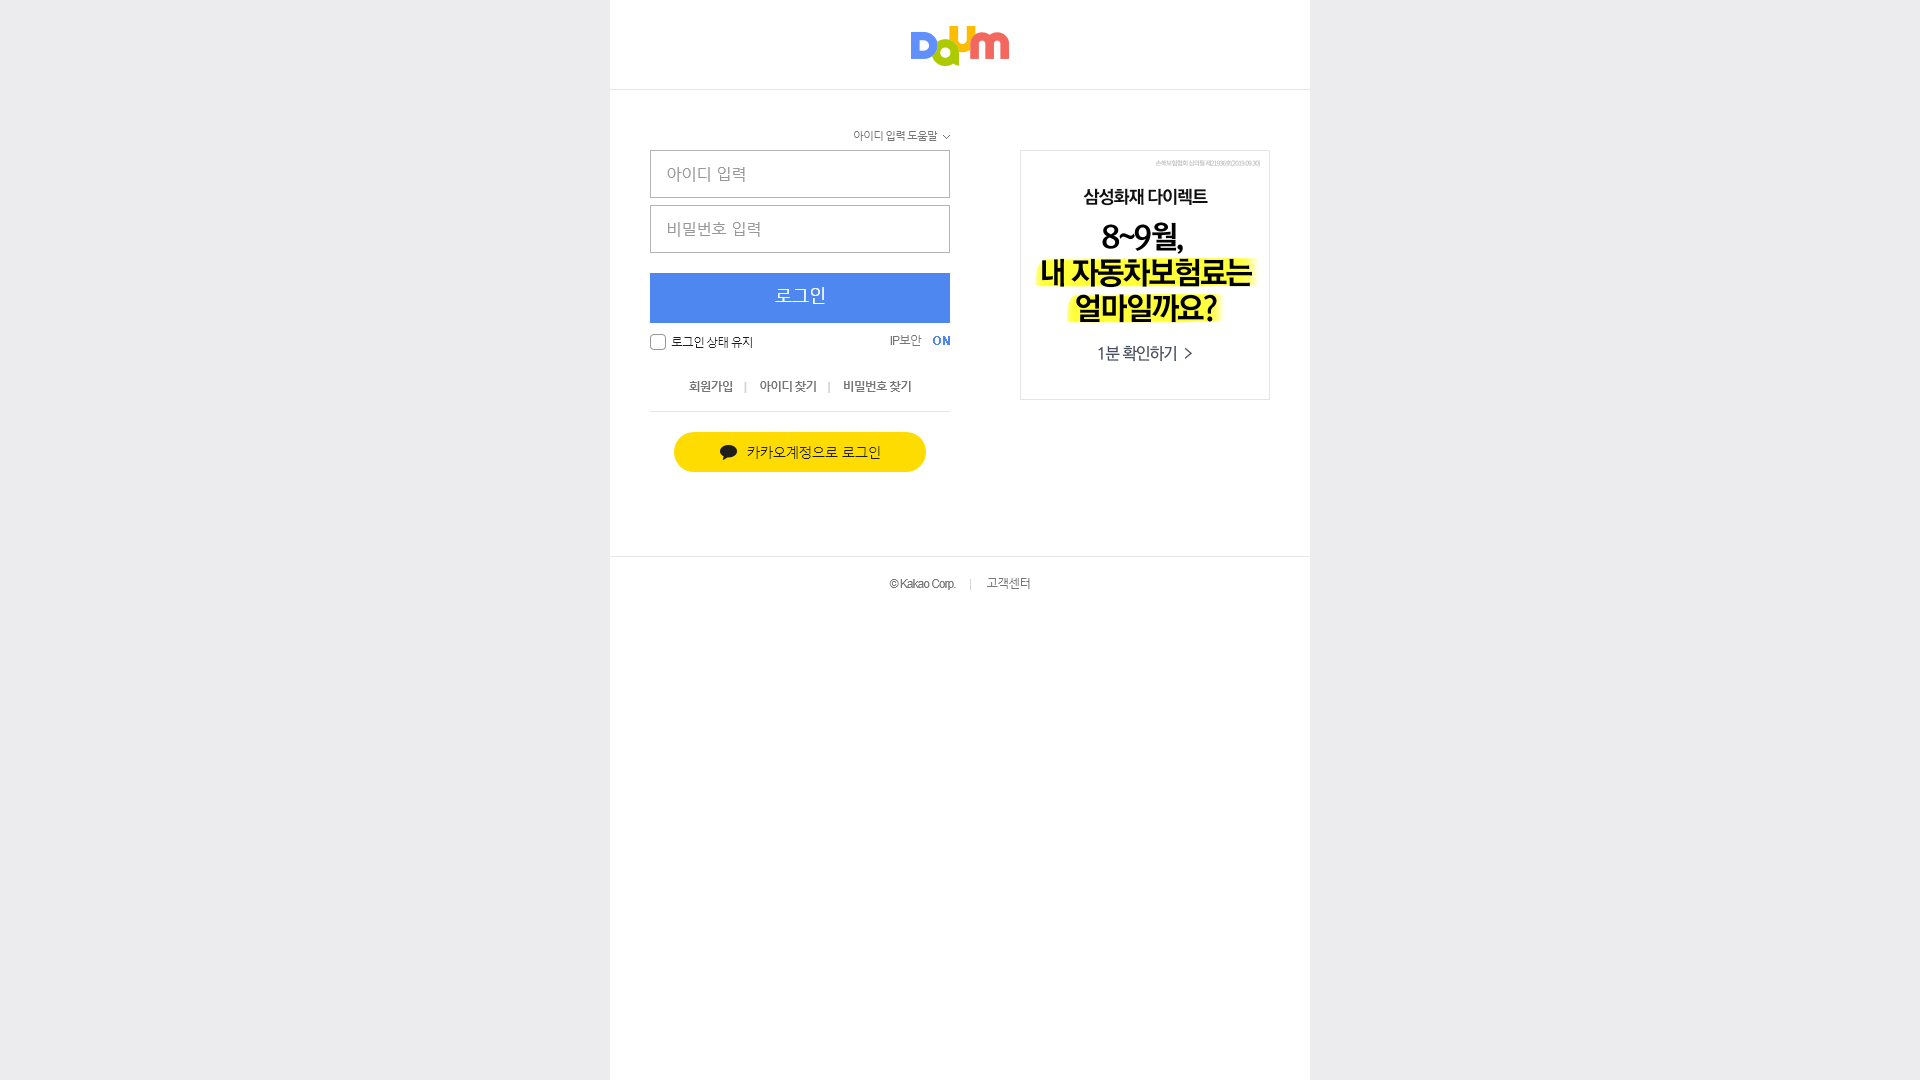 Daum
아이디 입력 도움말
아이디 입력
비밀번호 입력
로그인
로그인 상태 유지
IP보안 ON
회원가입 | 아이디 찾기 | 비밀번호 찾기
카카오계정으로 로그인
삼성화재 다이렉트
8~9월,
내 자동차보험료는
얼마일까요?
1분 확인하기 >
© Kakao Corp. | 고객센터